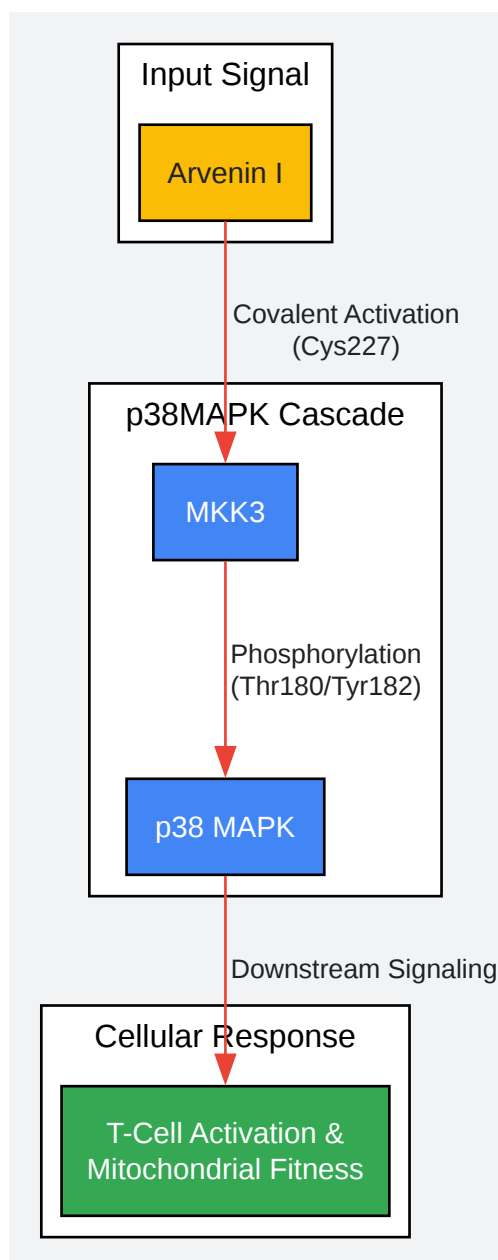 Input Signal
Arvenin I
Covalent Activation
(Cys227)
p38MAPK Cascade
MKK3
Phosphorylation
(Thr180/Tyr182)
p38 MAPK
Downstream Signaling
Cellular Response
T-Cell Activation &
Mitochondrial Fitness